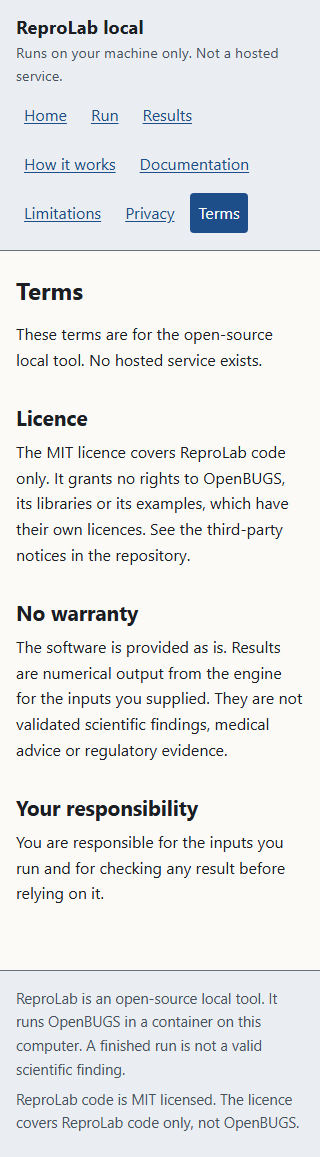 ReproLab local
Runs on your machine only. Not a hosted
service.
Home Run Results
How it works Documentation
Limitations Privacy Terms
Terms
These terms are for the open-source
local tool. No hosted service exists.
Licence
The MIT licence covers ReproLab code
only. It grants no rights to OpenBUGS,
its libraries or its examples, which have
their own licences. See the third-party
notices in the repository.
No warranty
The software is provided as is. Results
are numerical output from the engine
for the inputs you supplied. They are not
validated scientific findings, medical
advice or regulatory evidence.
Your responsibility
You are responsible for the inputs you
run and for checking any result before
relying on it.
ReproLab is an open-source local tool. It
runs OpenBUGS in a container on this
computer. A finished run is not a valid
scientific finding.
ReproLab code is MIT licensed. The licence
covers ReproLab code only, not OpenBUGS.